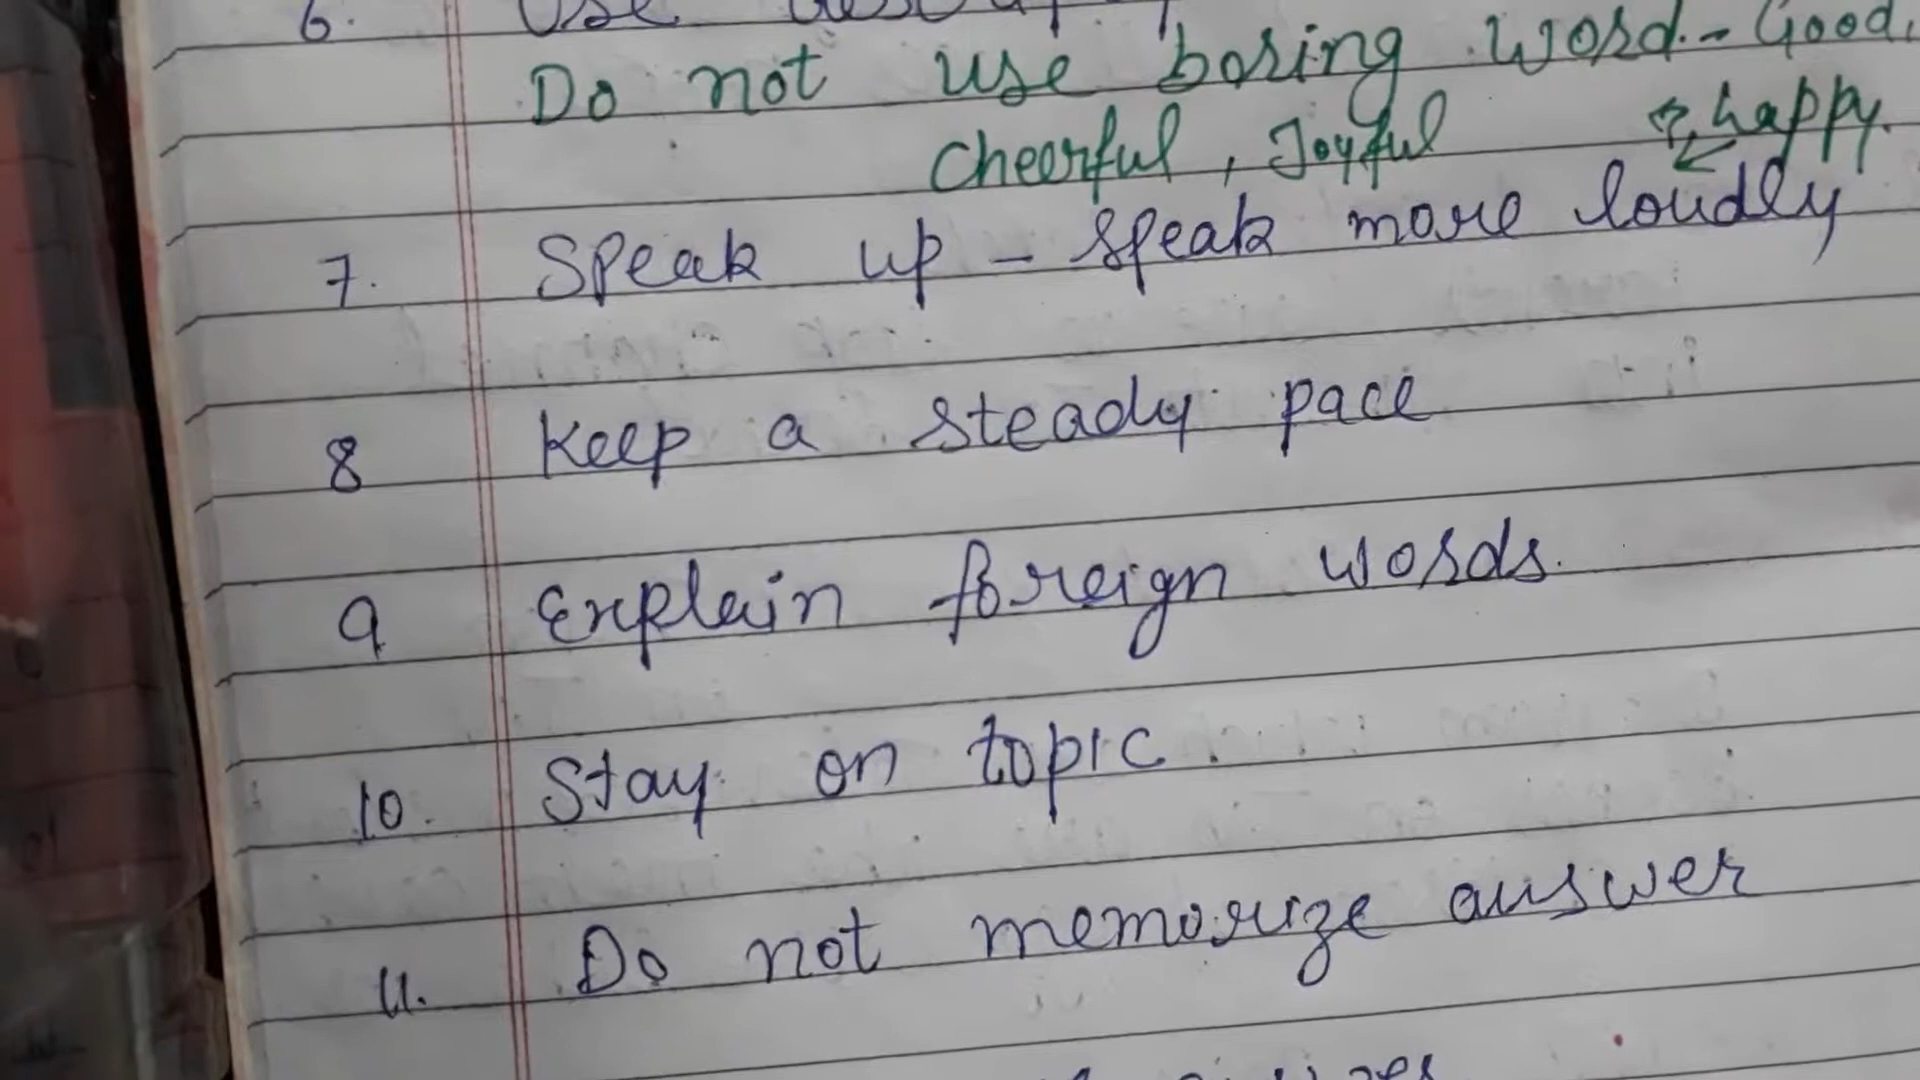 6. Use
Do not use boring word. - Good,
happy.
Cheerful, Joyful
7. Speak up - speak more loudly
8 Keep a steady pace
9 Explain foreign words.
10. Stay on topic.
11. Do not memorize answer